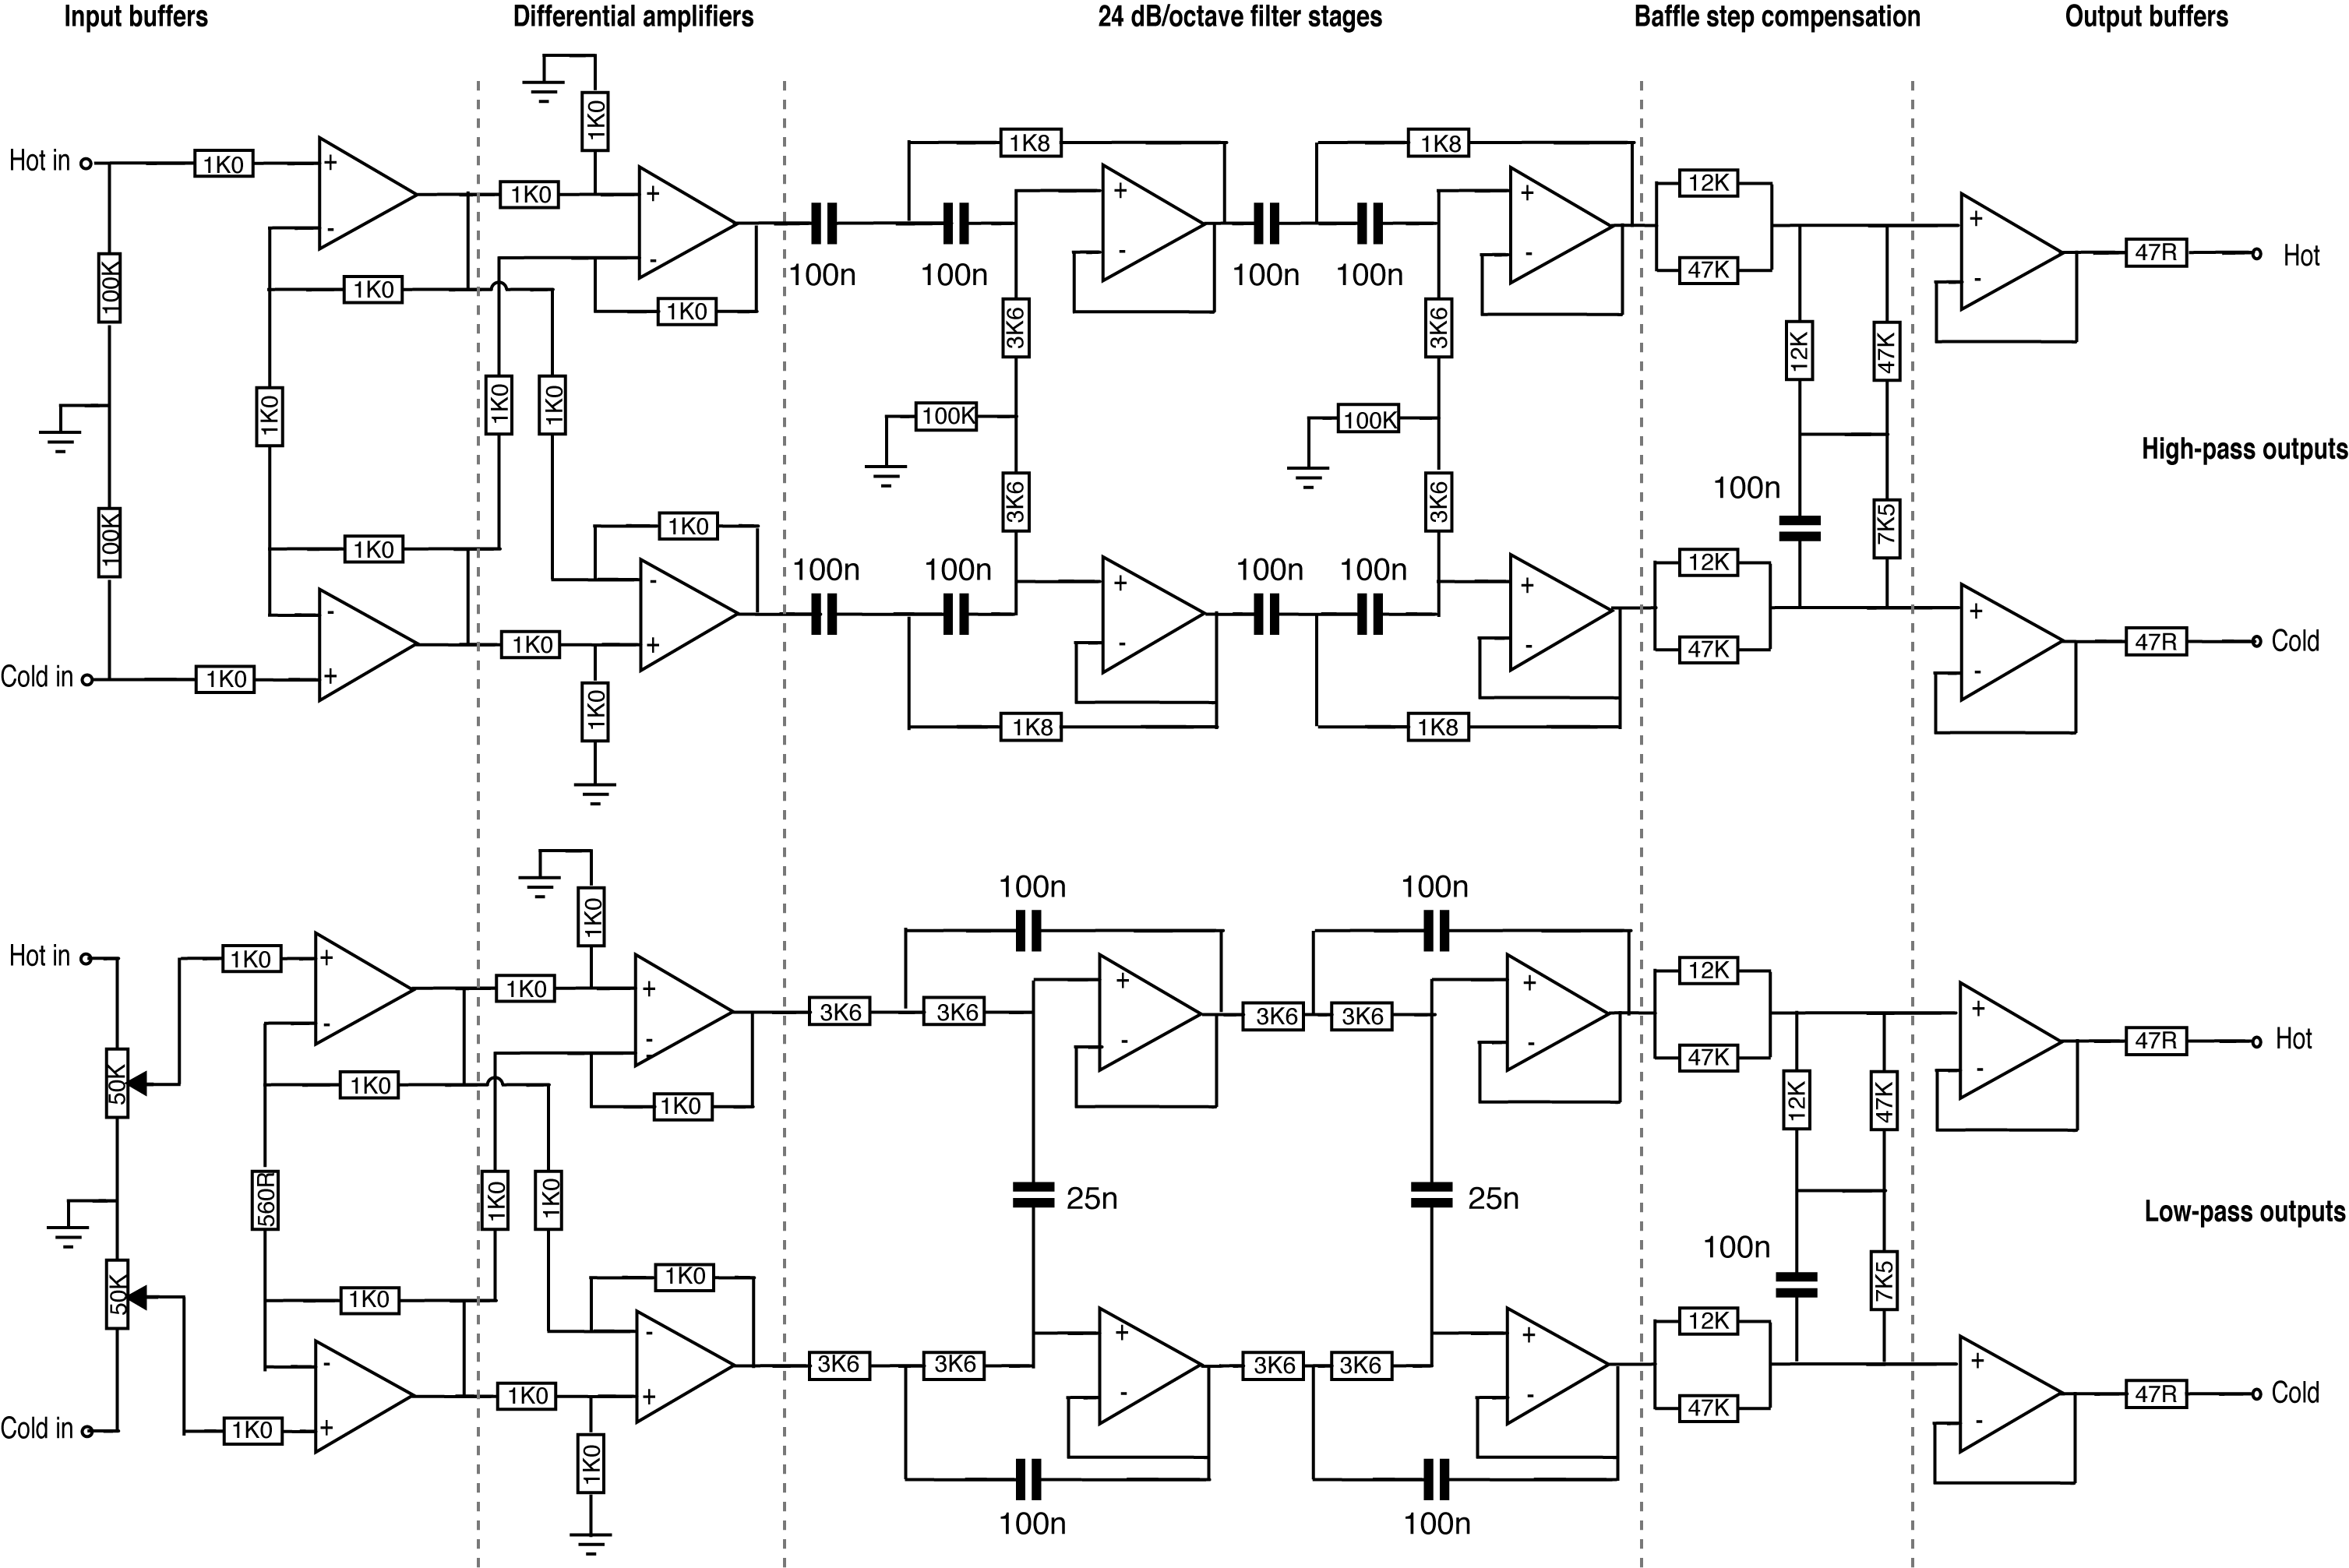 Input buffers Differential amplifiers 24 dB/octave filter stages Baffle step compensation Output buffers
1K0
Hot in 1K0 + 1K8 1K8
12K
1K0 + + + +
- 47K 47R Hot
- - - -
100K 1K0 100n 100n 100n 100n
1K0 3K6 3K6 12K 47K
1K0 1K0 1K0 100K 100K
High-pass outputs
100n
100K 1K0 1K0 3K6 3K6 7K5
100n 100n 100n 100n 12K
- - + + +
1K0 + - - 47K - 47R Cold
Cold in 1K0 +
1K0 1K8 1K8
100n 100n
1K0
Hot in 1K0 + 12K
1K0 + + + +
3K6 3K6 3K6 3K6
- - - - 47K - 47R Hot
50K 1K0 1K0 12K 47K
560R 1K0 1K0 25n 25n
Low-pass outputs
100n
50K 1K0 1K0 7K5
12K
- - + + +
3K6 3K6 3K6 3K6
1K0 + - - 47K - 47R Cold
Cold in 1K0 +
1K0
100n 100n